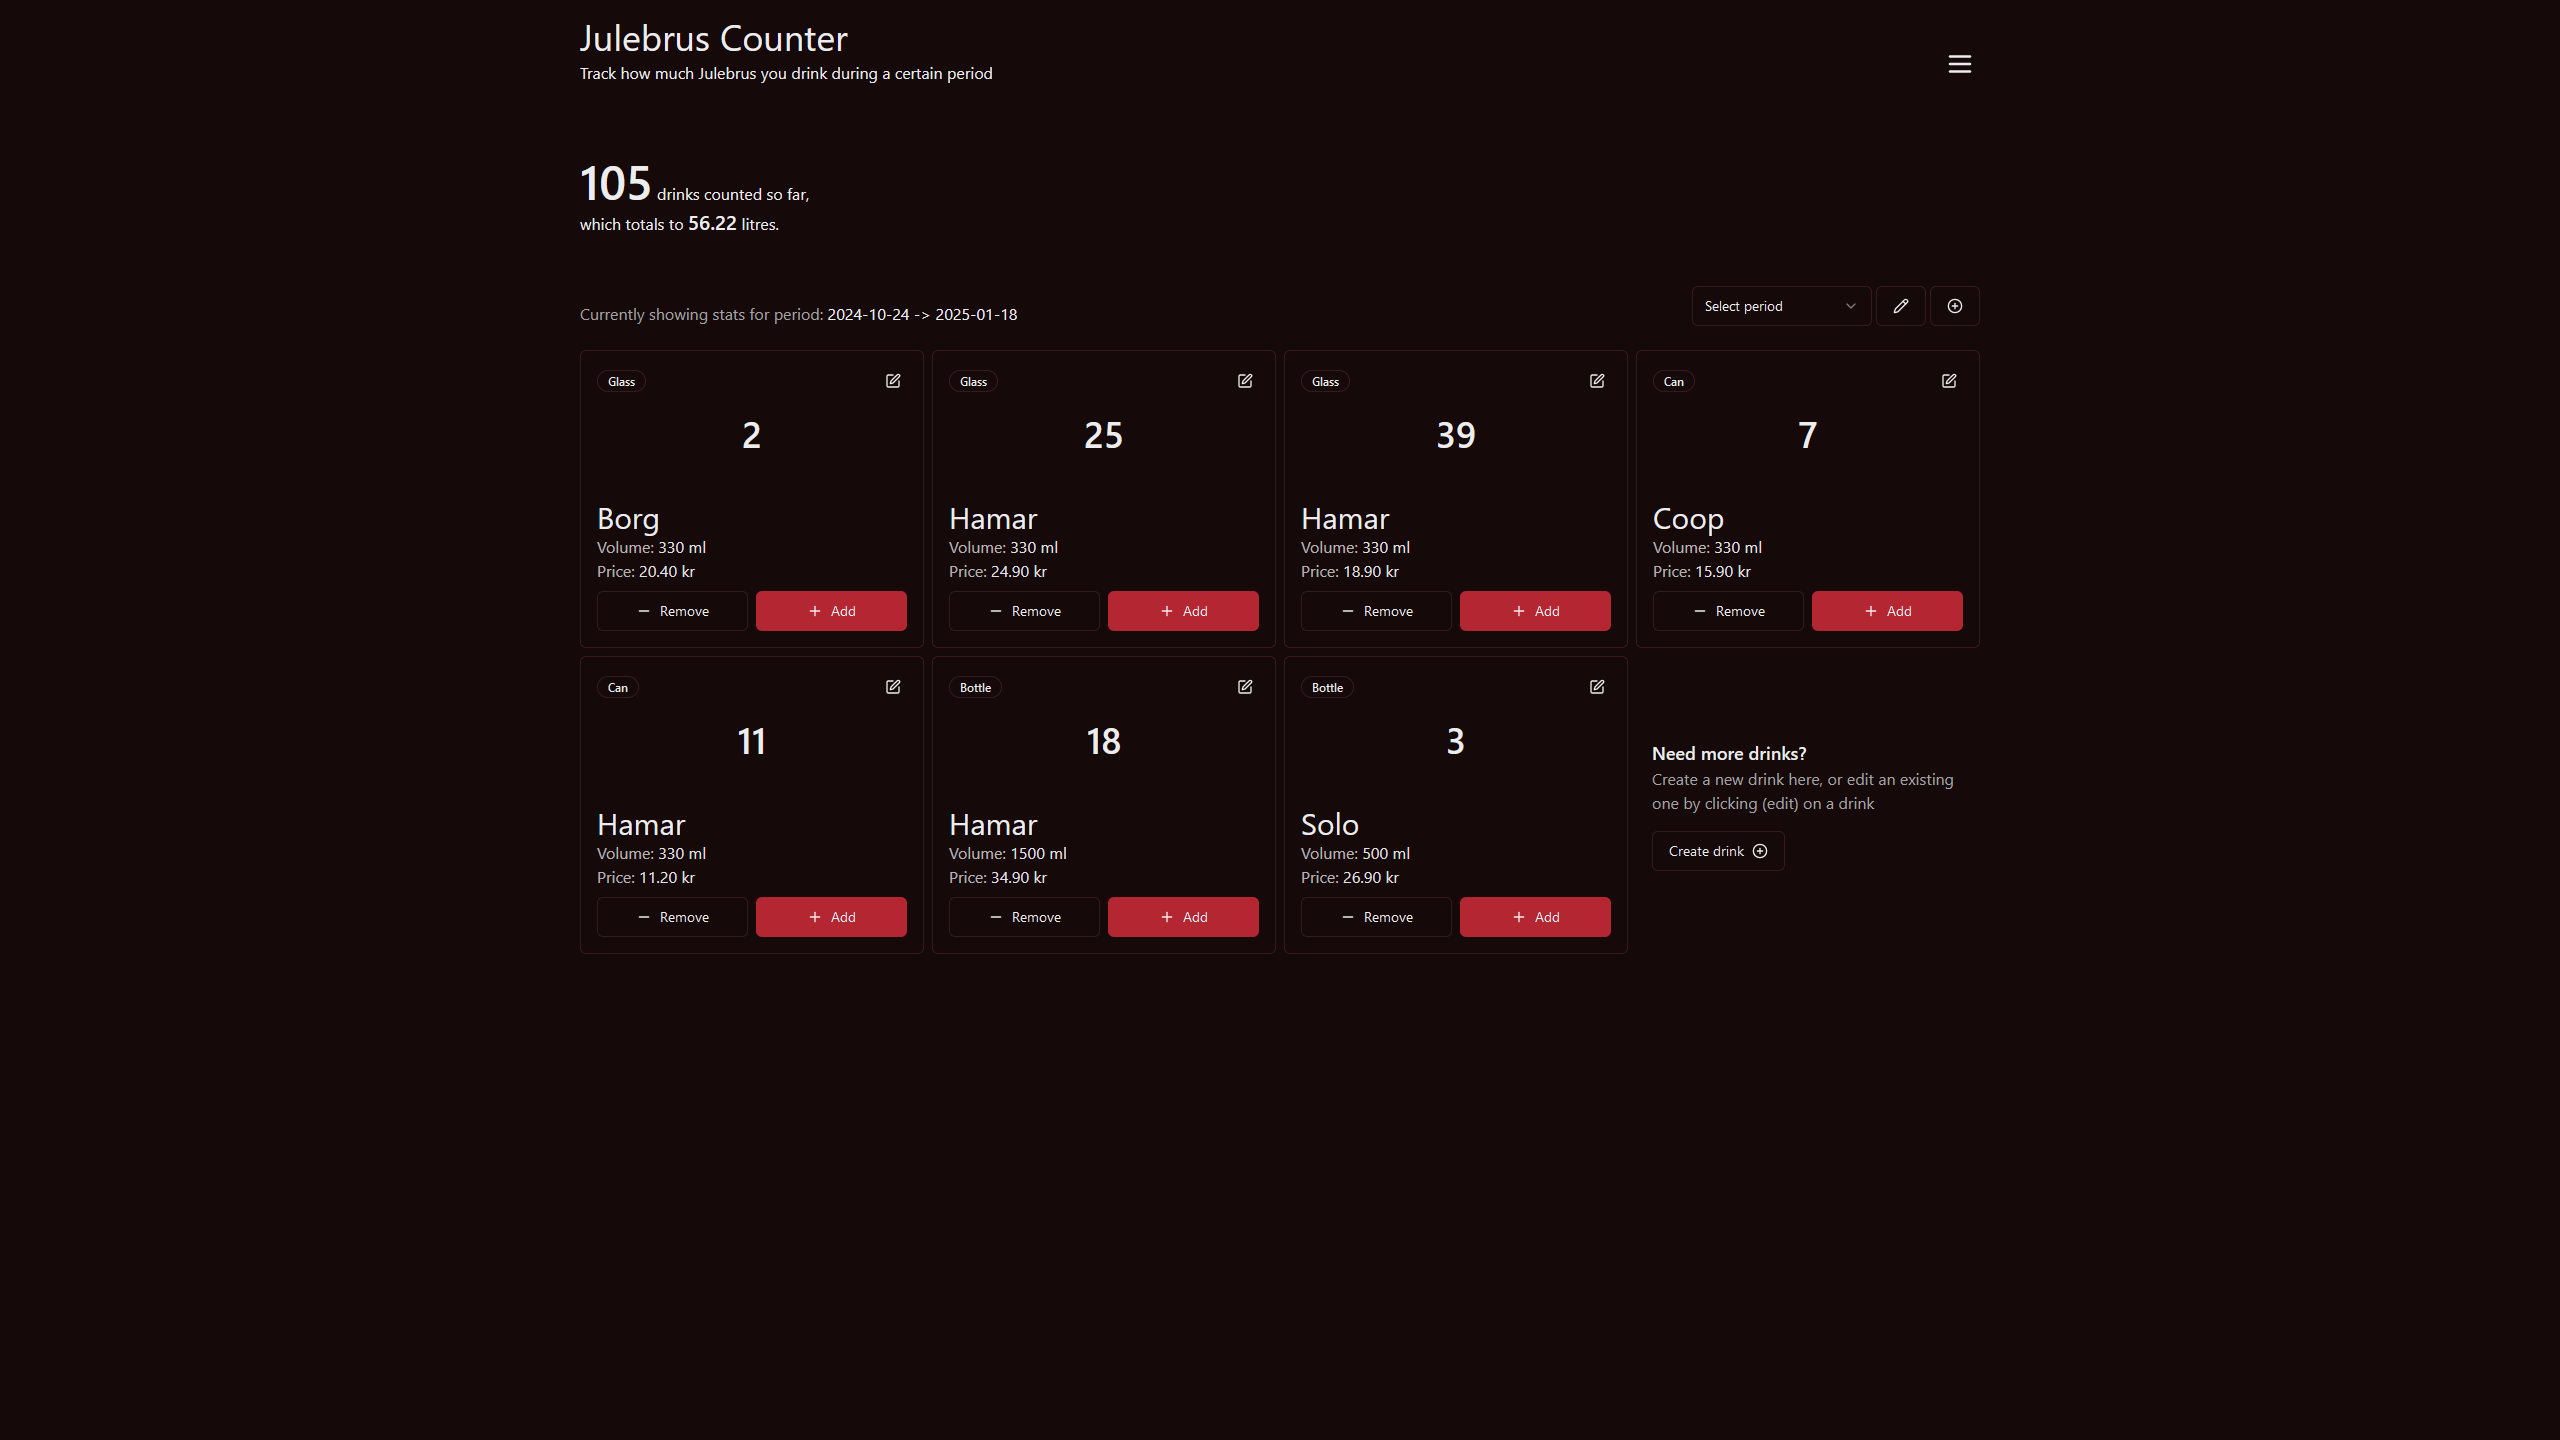 Julebrus Counter
Track how much Julebrus you drink during a certain period
105 drinks counted so far,
which totals to 56.22 litres.
Currently showing stats for period: 2024-10-24 -> 2025-01-18
Select period
Glass
2
Borg
Volume: 330 ml
Price: 20.40 kr
Remove
Add
Glass
25
Hamar
Volume: 330 ml
Price: 24.90 kr
Remove
Add
Glass
39
Hamar
Volume: 330 ml
Price: 18.90 kr
Remove
Add
Can
7
Coop
Volume: 330 ml
Price: 15.90 kr
Remove
Add
Can
11
Hamar
Volume: 330 ml
Price: 11.20 kr
Remove
Add
Bottle
18
Hamar
Volume: 1500 ml
Price: 34.90 kr
Remove
Add
Bottle
3
Solo
Volume: 500 ml
Price: 26.90 kr
Remove
Add
Need more drinks?
Create a new drink here, or edit an existing
one by clicking (edit) on a drink
Create drink